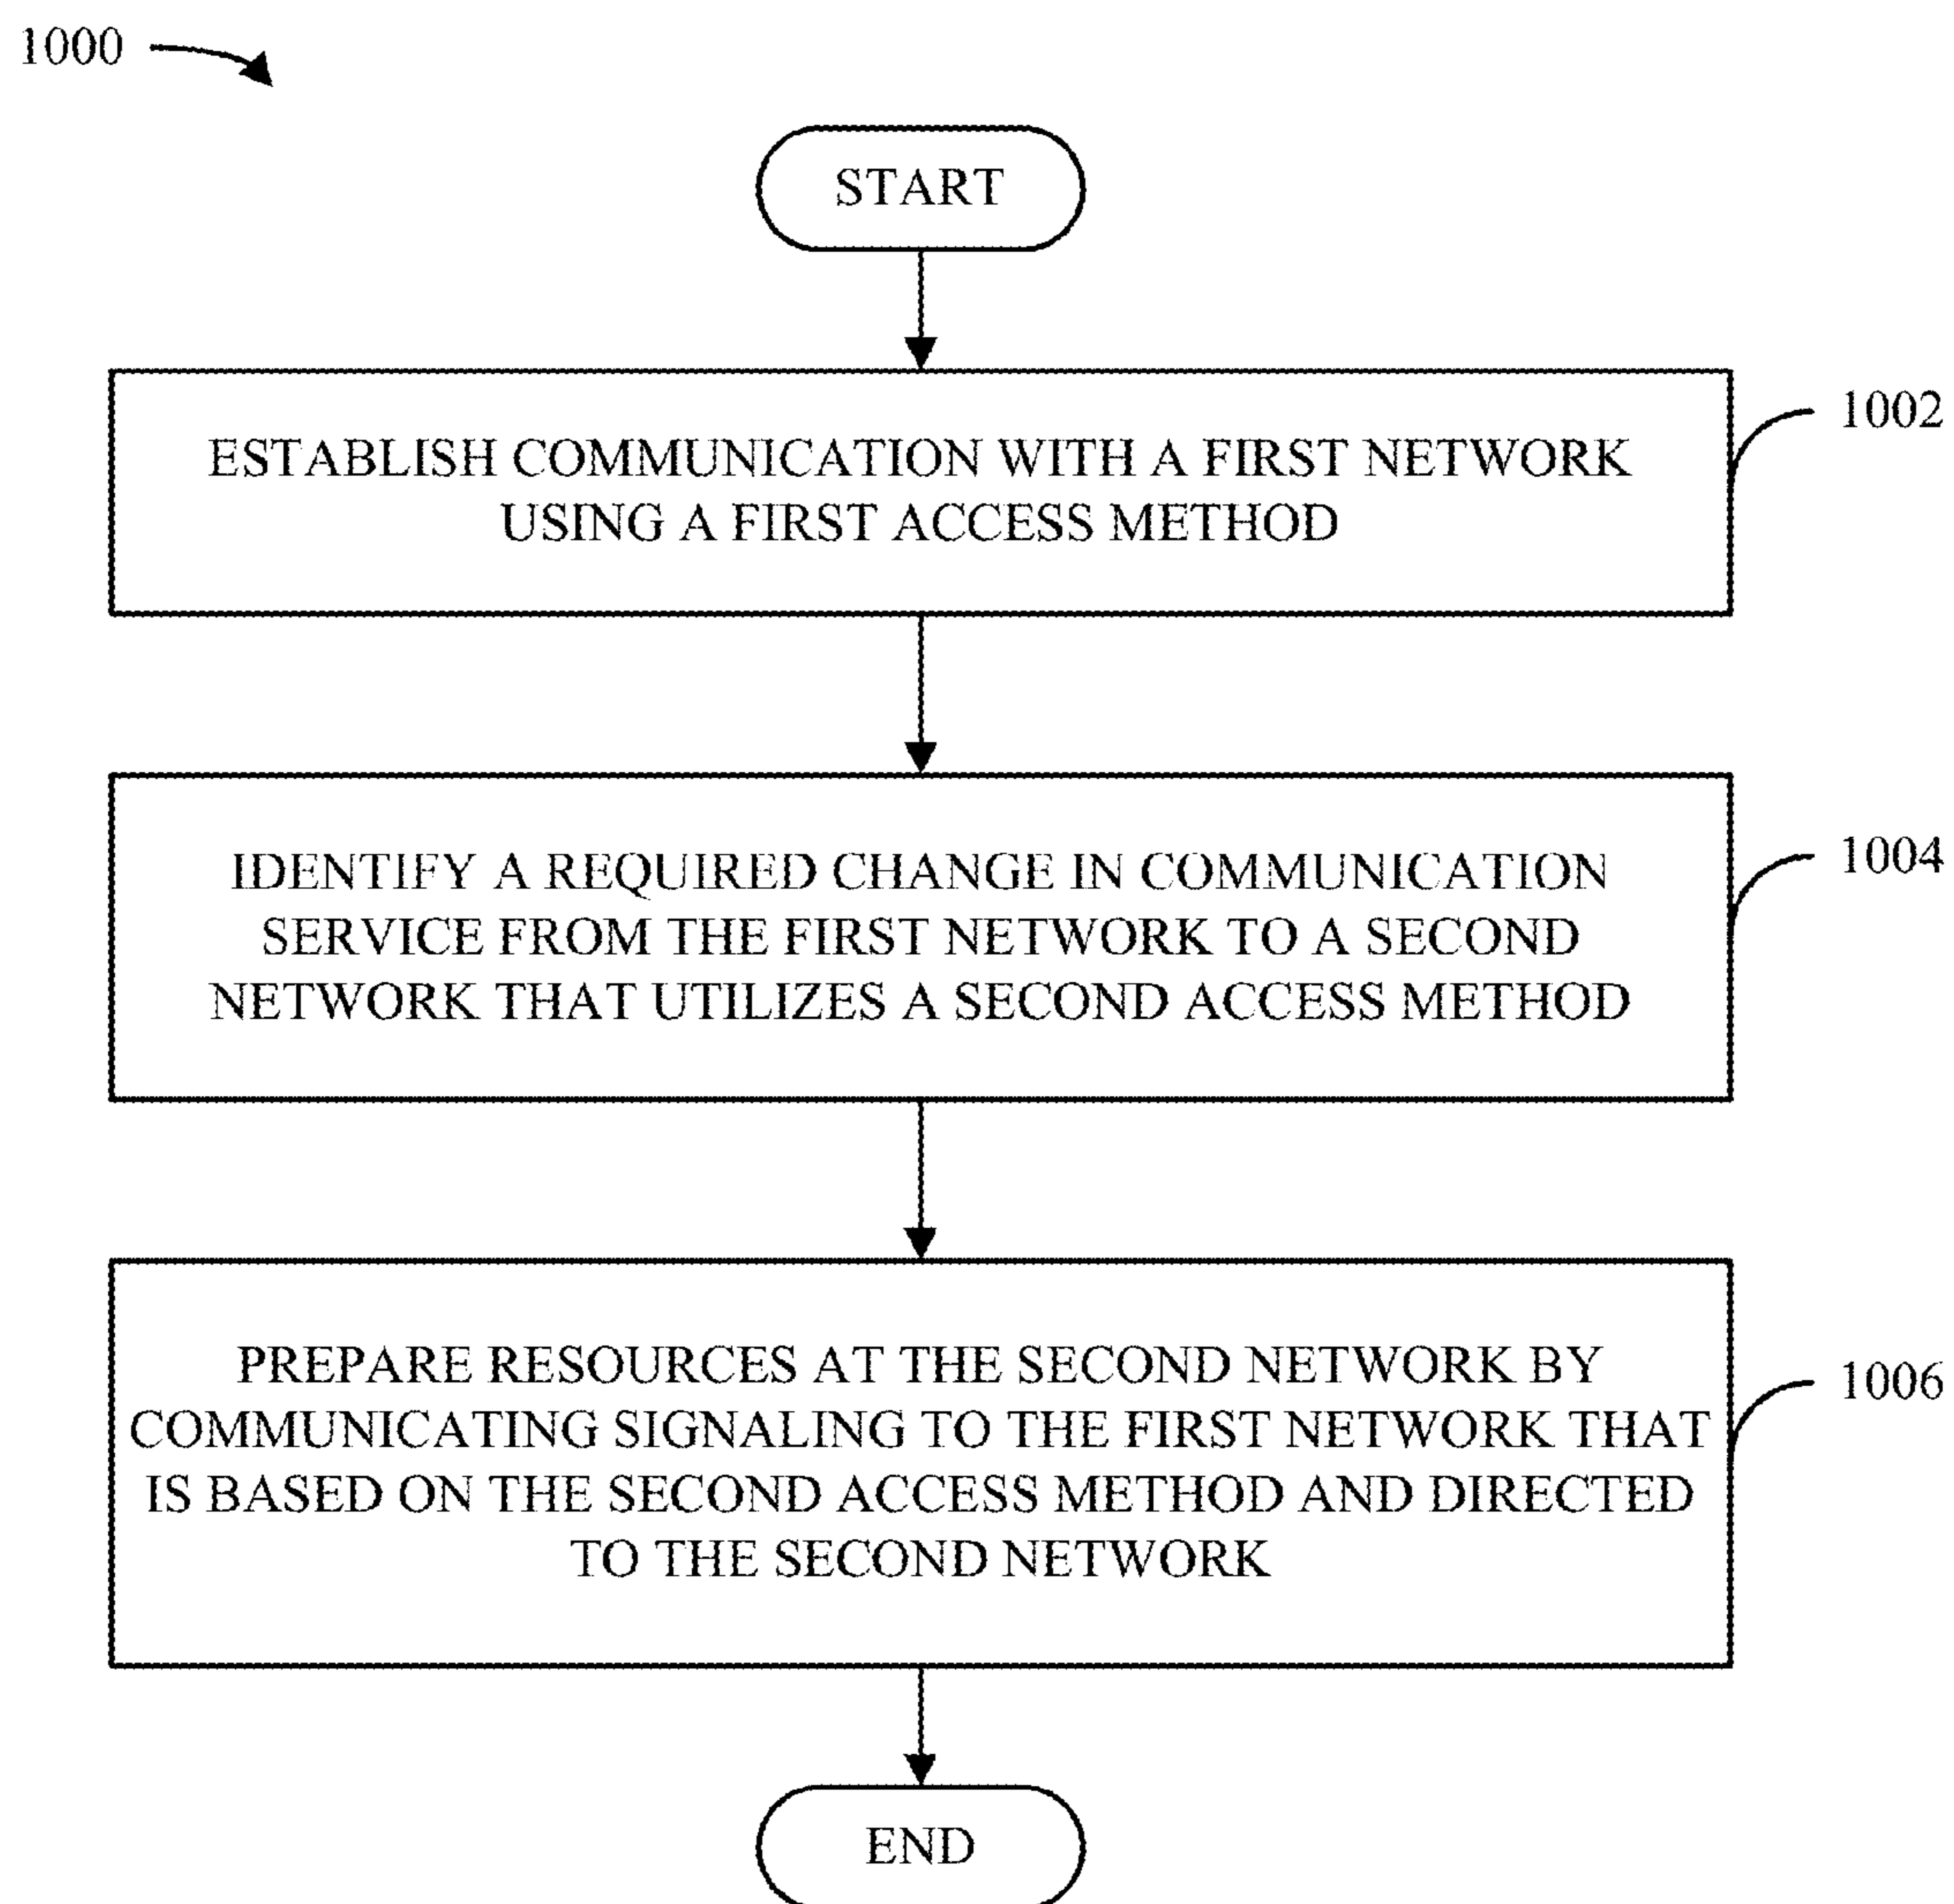 1000
START
ESTABLISH COMMUNICATION WITH A FIRST NETWORK
USING A FIRST ACCESS METHOD
1002
IDENTIFY A REQUIRED CHANGE IN COMMUNICATION
SERVICE FROM THE FIRST NETWORK TO A SECOND
NETWORK THAT UTILIZES A SECOND ACCESS METHOD
1004
PREPARE RESOURCES AT THE SECOND NETWORK BY
COMMUNICATING SIGNALING TO THE FIRST NETWORK THAT
IS BASED ON THE SECOND ACCESS METHOD AND DIRECTED
TO THE SECOND NETWORK
1006
END